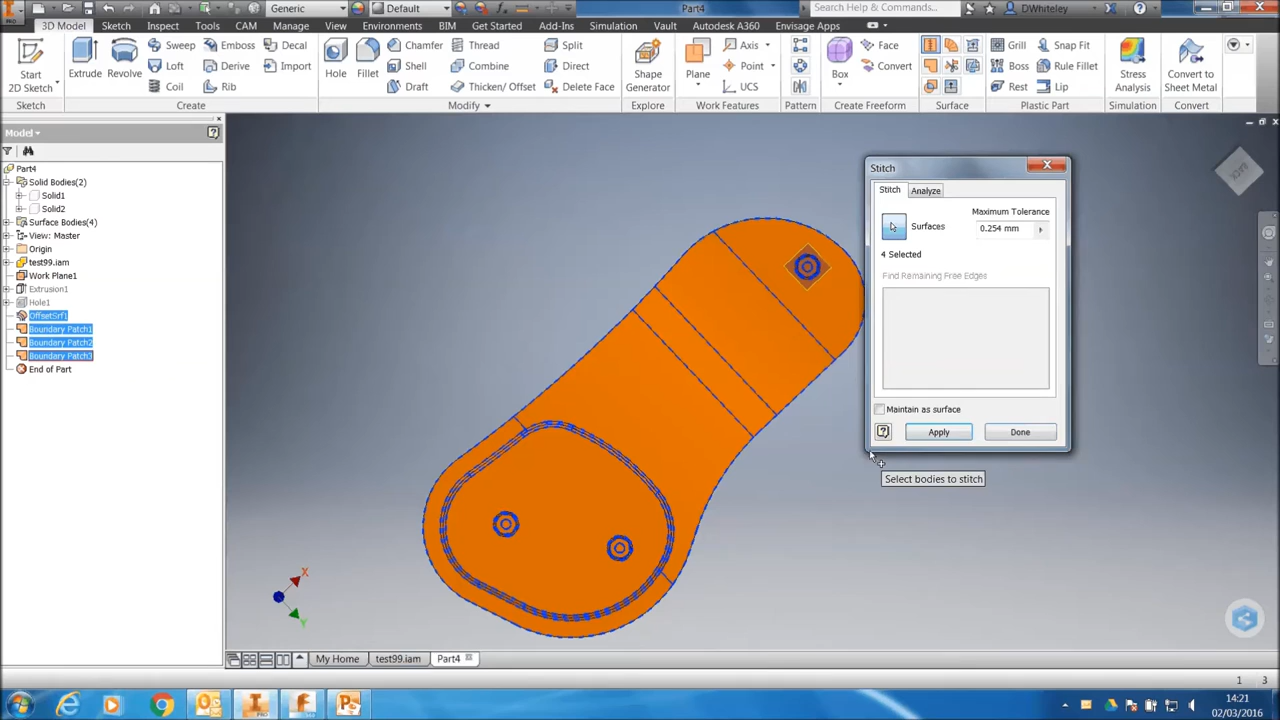 PRO
Generic
Default
Part4
Search Help & Commands...
DWhiteley
3D Model
Sketch
Inspect
Tools
CAM
Manage
View
Environments
BIM
Get Started
Add-Ins
Simulation
Vault
Autodesk A360
Envisage Apps
Start
2D Sketch
Extrude
Revolve
Sweep
Loft
Coil
Emboss
Derive
Rib
Decal
Import
Hole
Fillet
Chamfer
Shell
Draft
Thread
Combine
Thicken/ Offset
Split
Direct
Delete Face
Shape
Generator
Plane
Axis
Point
UCS
Box
Face
Convert
Grill
Boss
Rest
Snap Fit
Rule Fillet
Lip
Stress
Analysis
Convert to
Sheet Metal
Sketch
Create
Modify
Explore
Work Features
Pattern
Create Freeform
Surface
Plastic Part
Simulation
Convert
Model
Part4
Solid Bodies(2)
Solid1
Solid2
Surface Bodies(4)
View: Master
Origin
test99.iam
Work Plane1
Extrusion1
Hole1
OffsetSrf1
Boundary Patch1
Boundary Patch2
Boundary Patch3
End of Part
BACK
Stitch
Stitch
Analyze
Surfaces
Maximum Tolerance
0.254 mm
4 Selected
Find Remaining Free Edges
Maintain as surface
Apply
Done
Select bodies to stitch
X
Y
My Home
test99.iam
Part4
1
3
PRO
14:21
02/03/2016